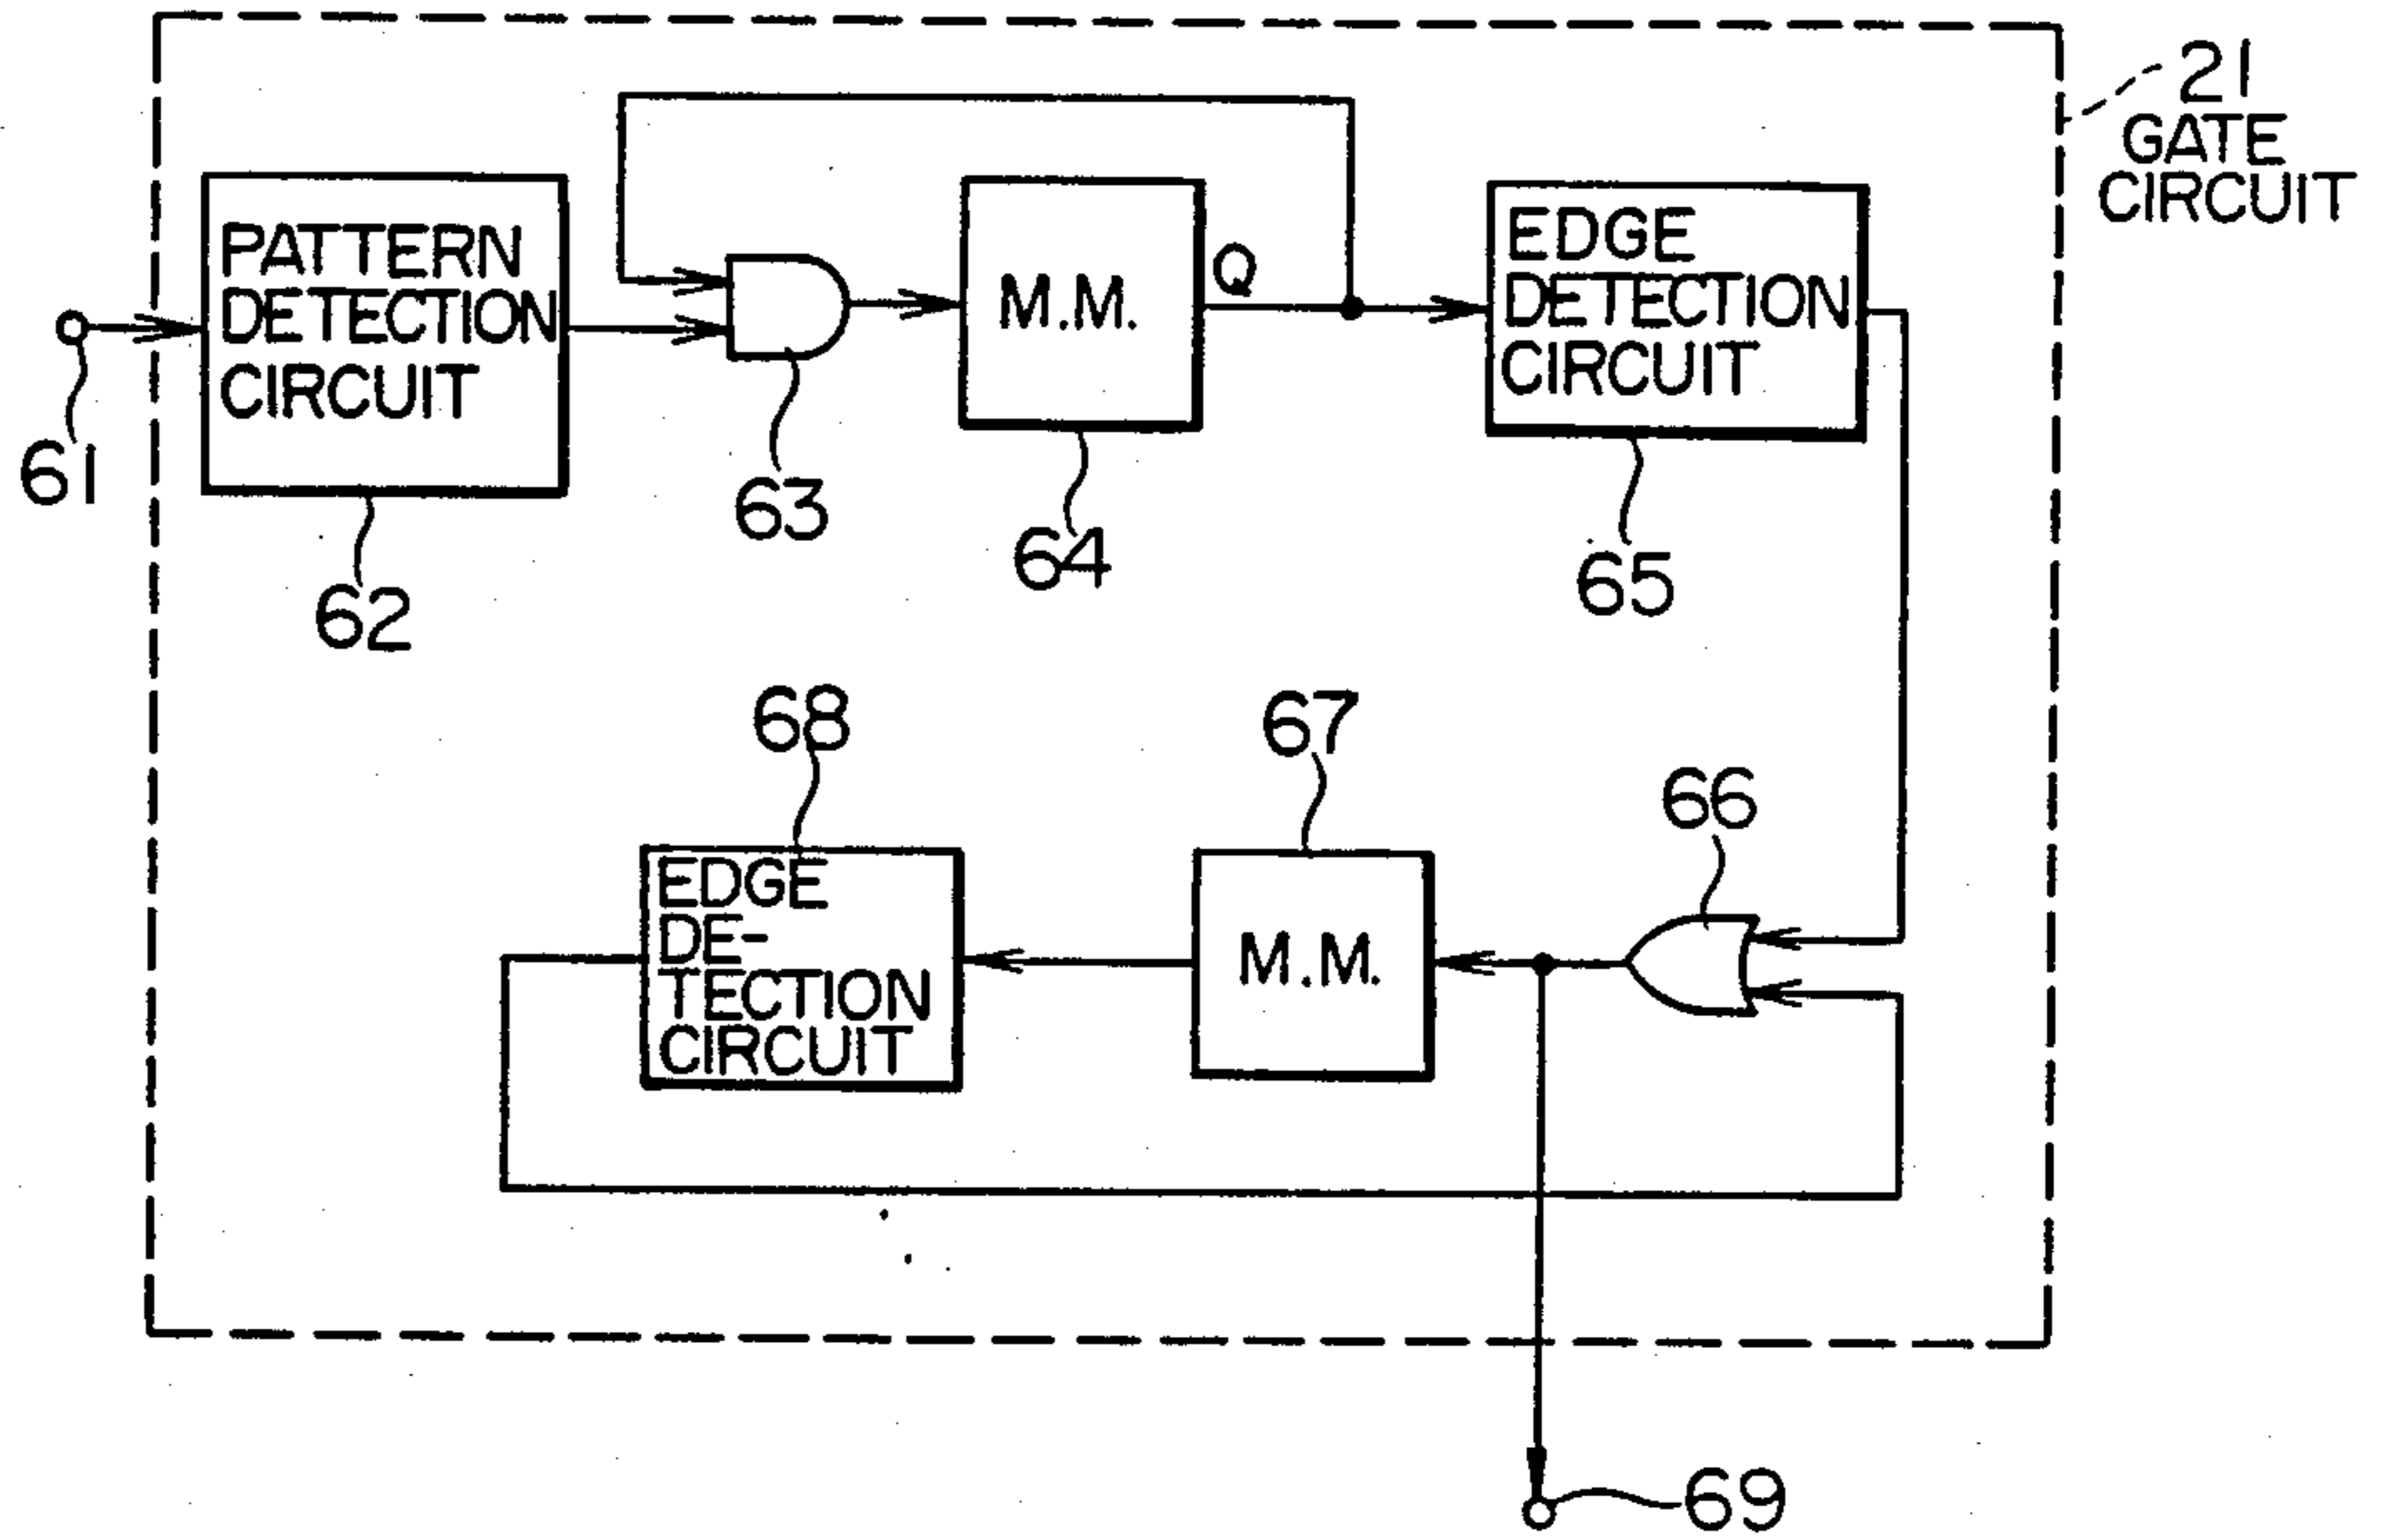 21
GATE
CIRCUIT
PATTERN
DETECTION
CIRCUIT
M.M.
Q
EDGE
DETECTION
CIRCUIT
61
62
63
64
65
68
67
66
EDGE
DE-
TECTION
CIRCUIT
M.M.
69